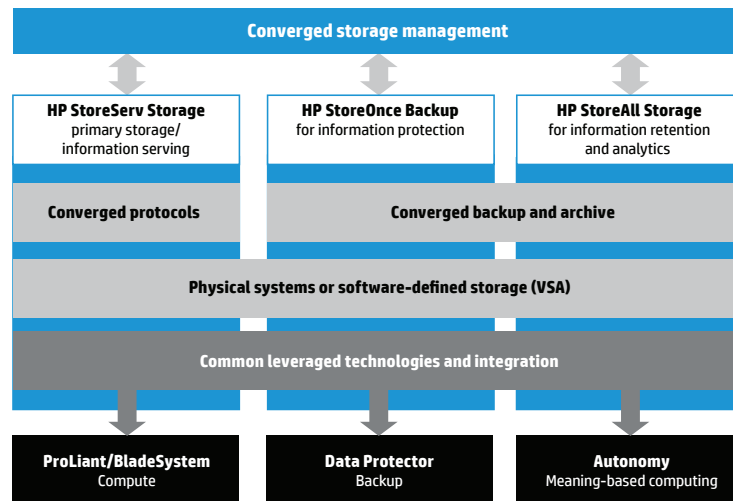 Converged storage management
HP StoreServ Storage
primary storage/
information serving
HP StoreOnce Backup
for information protection
HP StoreAll Storage
for information retention
and analytics
Converged protocols
Converged backup and archive
Physical systems or software-defined storage (VSA)
Common leveraged technologies and integration
ProLiant/BladeSystem
Compute
Data Protector
Backup
Autonomy
Meaning-based computing